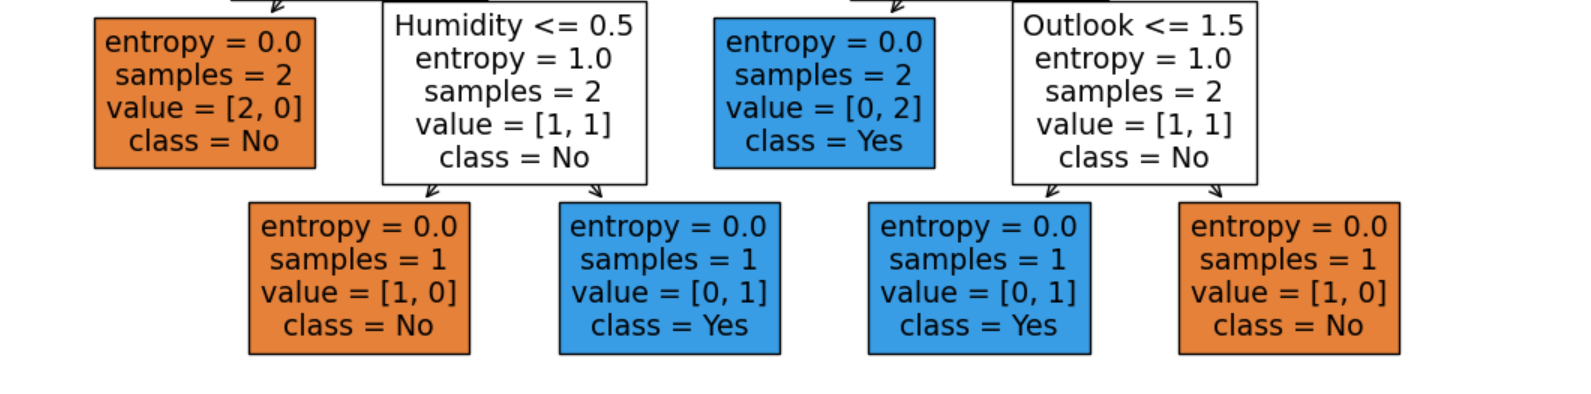 entropy = 0.0
samples = 2
value = [2, 0]
class = No
Humidity <= 0.5
entropy = 1.0
samples = 2
value = [1, 1]
class = No
entropy = 0.0
samples = 2
value = [0, 2]
class = Yes
Outlook <= 1.5
entropy = 1.0
samples = 2
value = [1, 1]
class = No
entropy = 0.0
samples = 1
value = [1, 0]
class = No
entropy = 0.0
samples = 1
value = [0, 1]
class = Yes
entropy = 0.0
samples = 1
value = [0, 1]
class = Yes
entropy = 0.0
samples = 1
value = [1, 0]
class = No